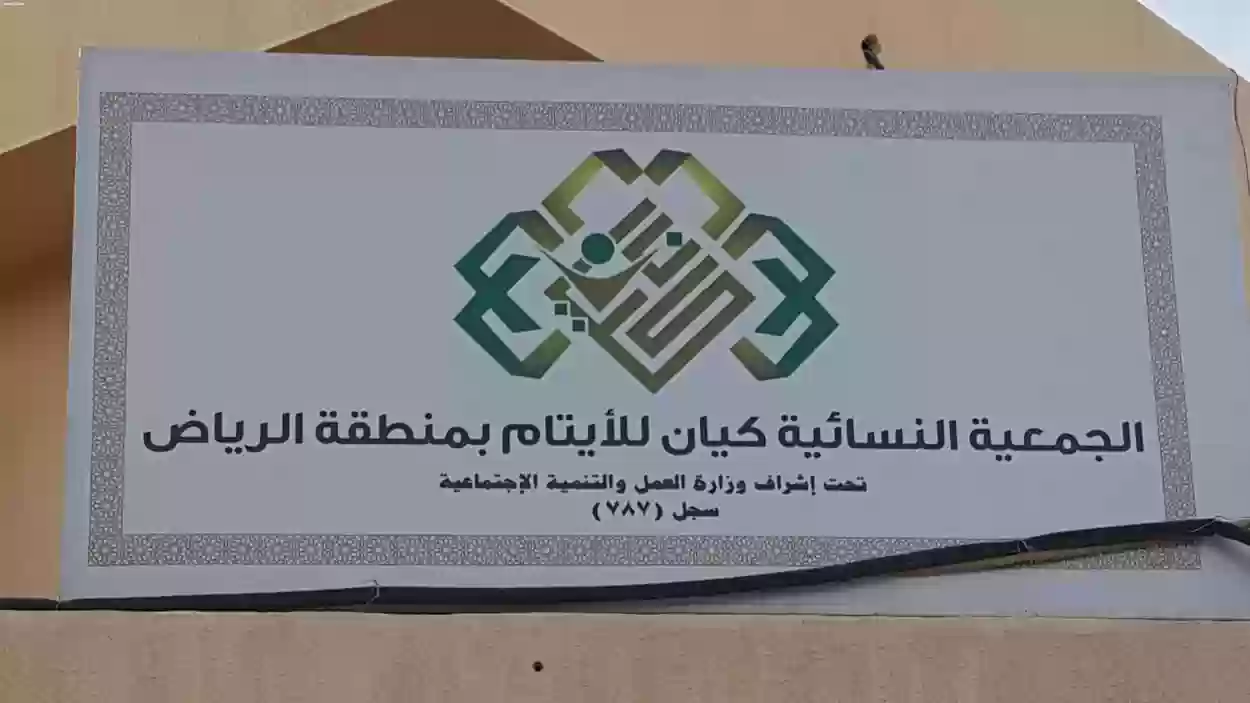 الجمعية النسائية كيان للأيتام بمنطقة الرياض
تحت إشراف وزارة العمل والتنمية الإجتماعية
سجل (٧٨٧)